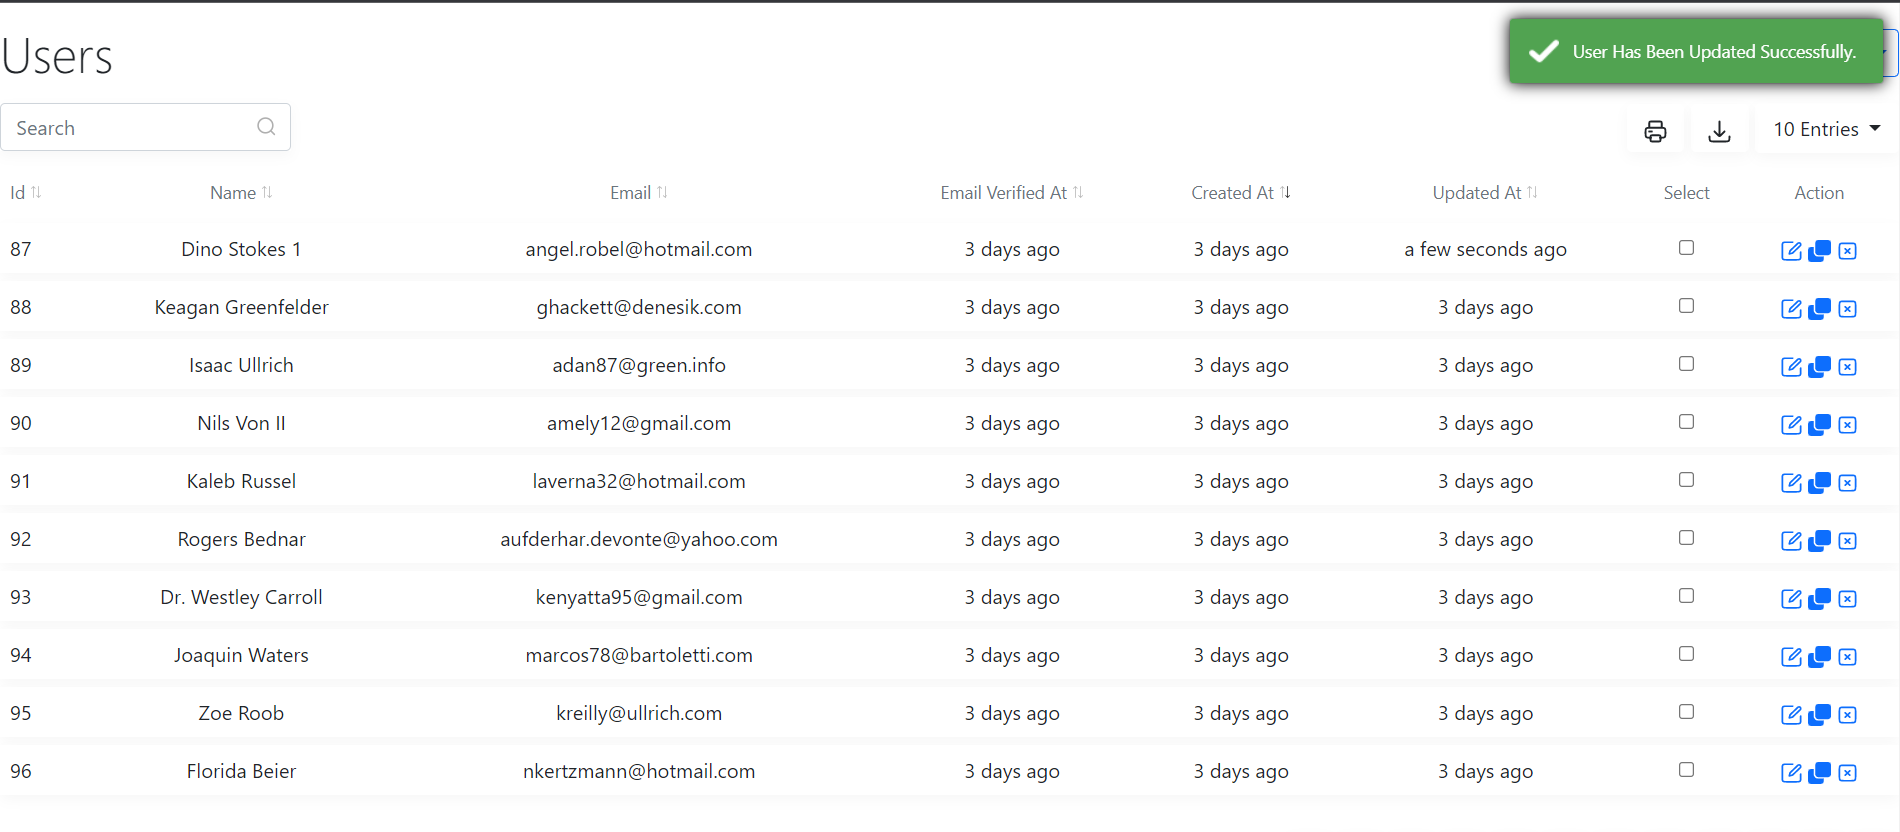 Users
User Has Been Updated Successfully.
Search
10 Entries
Id Name Email Email Verified At Created At Updated At Select Action
87 Dino Stokes 1 angel.robel@hotmail.com 3 days ago 3 days ago a few seconds ago
88 Keagan Greenfelder ghackett@denesik.com 3 days ago 3 days ago 3 days ago
89 Isaac Ullrich adan87@green.info 3 days ago 3 days ago 3 days ago
90 Nils Von II amely12@gmail.com 3 days ago 3 days ago 3 days ago
91 Kaleb Russel laverna32@hotmail.com 3 days ago 3 days ago 3 days ago
92 Rogers Bednar aufderhar.devonte@yahoo.com 3 days ago 3 days ago 3 days ago
93 Dr. Westley Carroll kenyatta95@gmail.com 3 days ago 3 days ago 3 days ago
94 Joaquin Waters marcos78@bartoletti.com 3 days ago 3 days ago 3 days ago
95 Zoe Roob kreilly@ullrich.com 3 days ago 3 days ago 3 days ago
96 Florida Beier nkertzmann@hotmail.com 3 days ago 3 days ago 3 days ago